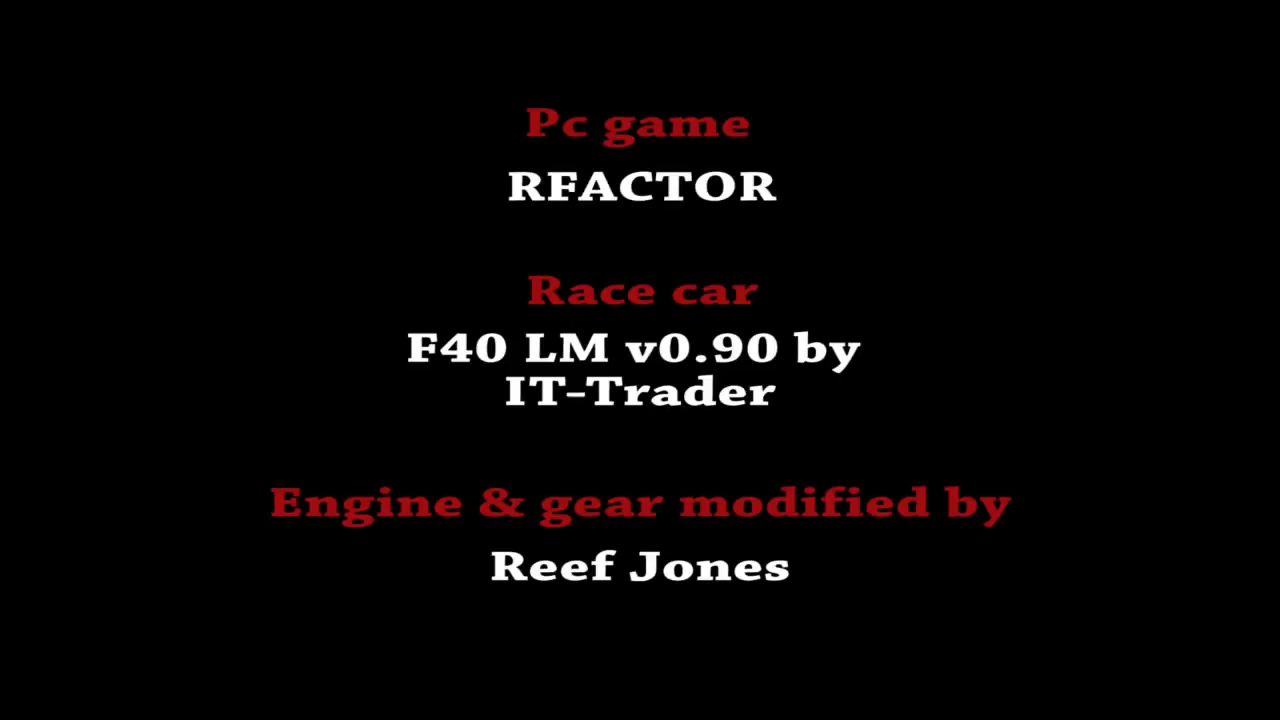 Pc game
RFACTOR
Race car
F40 LM v0.90 by
IT-Trader
Engine & gear modified by
Reef Jones